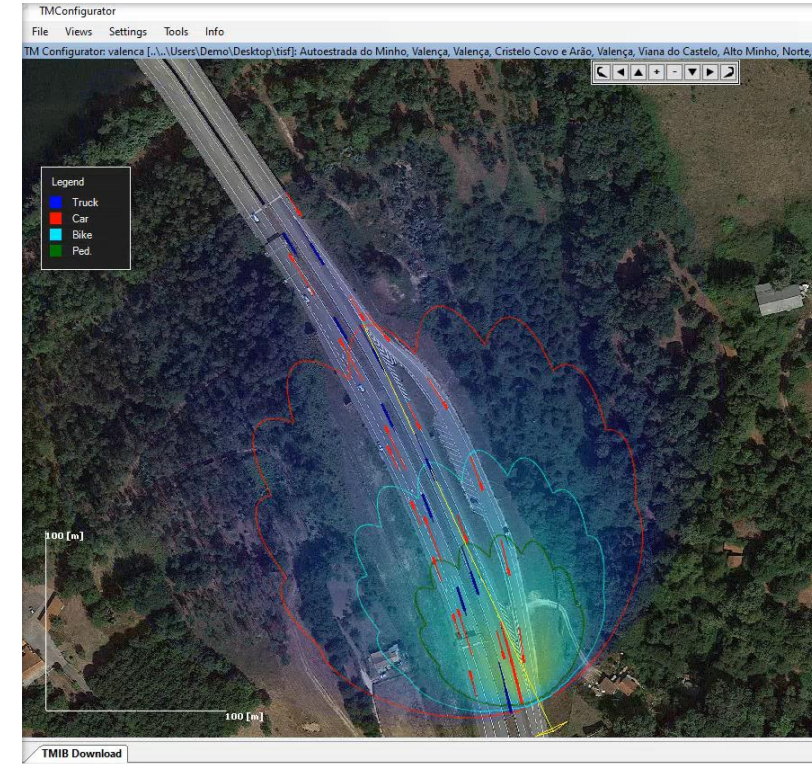 TMConfigurator
File Views Settings Tools Info
TM Configurator: valenca [..\..\Users\Demo\Desktop\tisf]: Autoestrada do Minho, Valença, Valença, Cristelo Covo e Arão, Valença, Viana do Castelo, Alto Minho, Norte,
+ -
Legend
Truck
Car
Bike
Ped.
100 [m]
100 [m]
TMIB Download